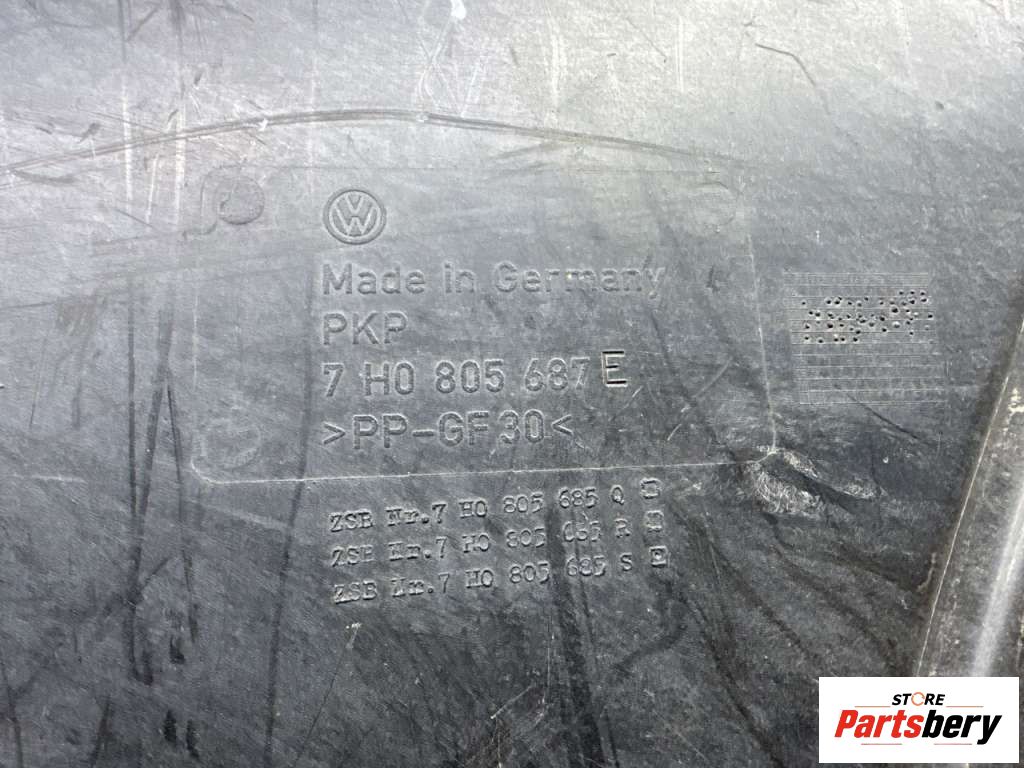 VW
Made in Germany
PKP
7 H0 805 687 E
>PP-GF30<
ZSB Nr.7 H0 805 685 Q
ZSB Nr.7 H0 805 685 R
ZSB Nr.7 H0 805 685 S
STORE
Partsbery